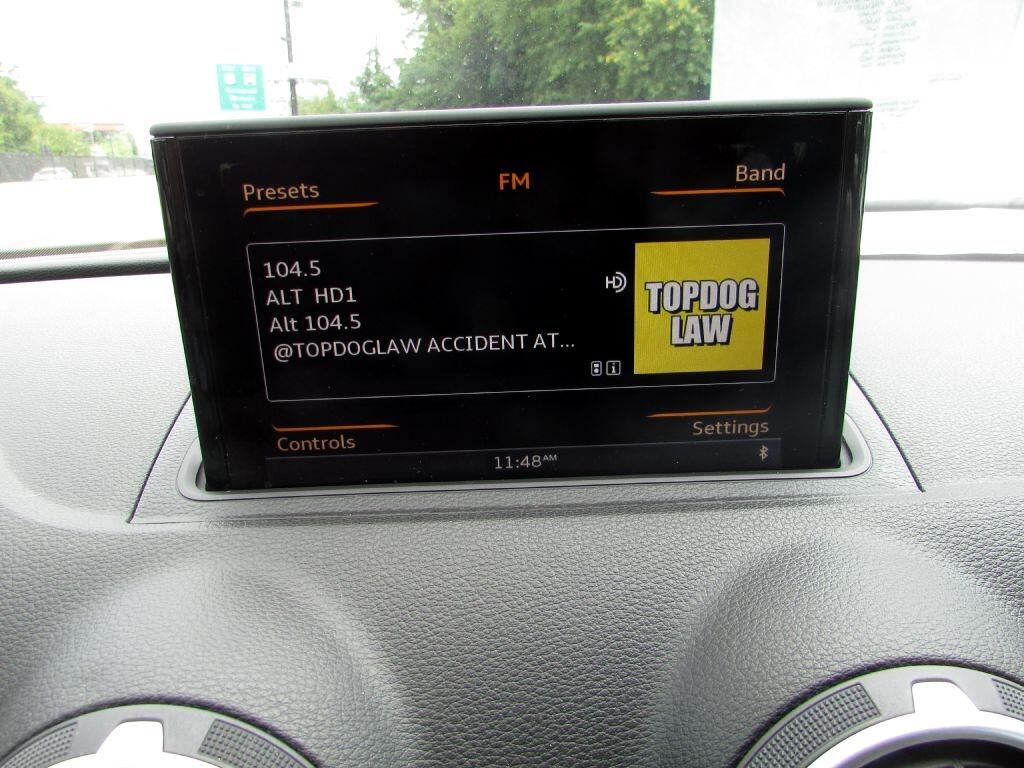 Presets
FM
Band
104.5
ALT HD1
Alt 104.5
@TOPDOGLAW ACCIDENT AT...
HD
TOPDOG
LAW
i
Controls
Settings
11:48AM